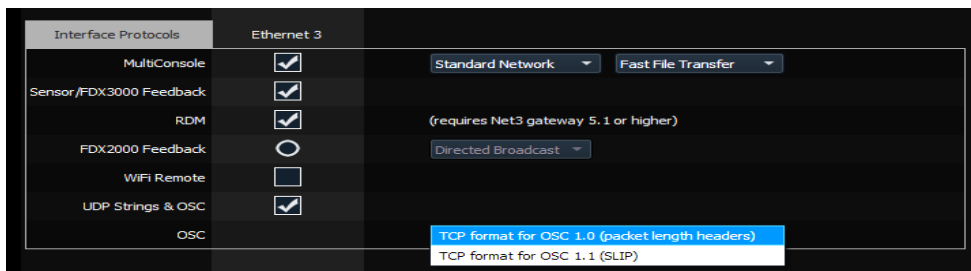 Interface Protocols Ethernet 3
MultiConsole Standard Network Fast File Transfer
Sensor/FDX3000 Feedback
RDM (requires Net3 gateway 5.1 or higher)
FDX2000 Feedback Directed Broadcast
WiFi Remote
UDP Strings & OSC
OSC TCP format for OSC 1.0 (packet length headers)
TCP format for OSC 1.1 (SLIP)